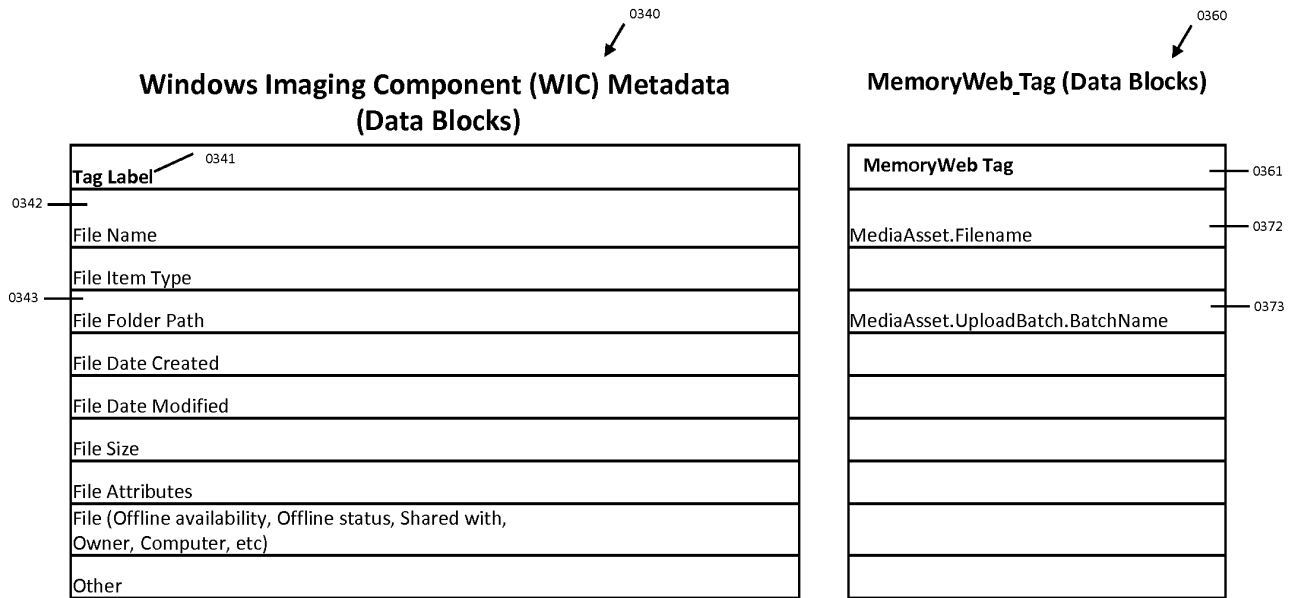 0340
0360
Windows Imaging Component (WIC) Metadata
(Data Blocks)
MemoryWeb_Tag (Data Blocks)
Tag Label
0341
MemoryWeb Tag
0361
0342
File Name
MediaAsset.Filename
0372
File Item Type
0343
File Folder Path
MediaAsset.UploadBatch.BatchName
0373
File Date Created
File Date Modified
File Size
File Attributes
File (Offline availability, Offline status, Shared with,
Owner, Computer, etc)
Other